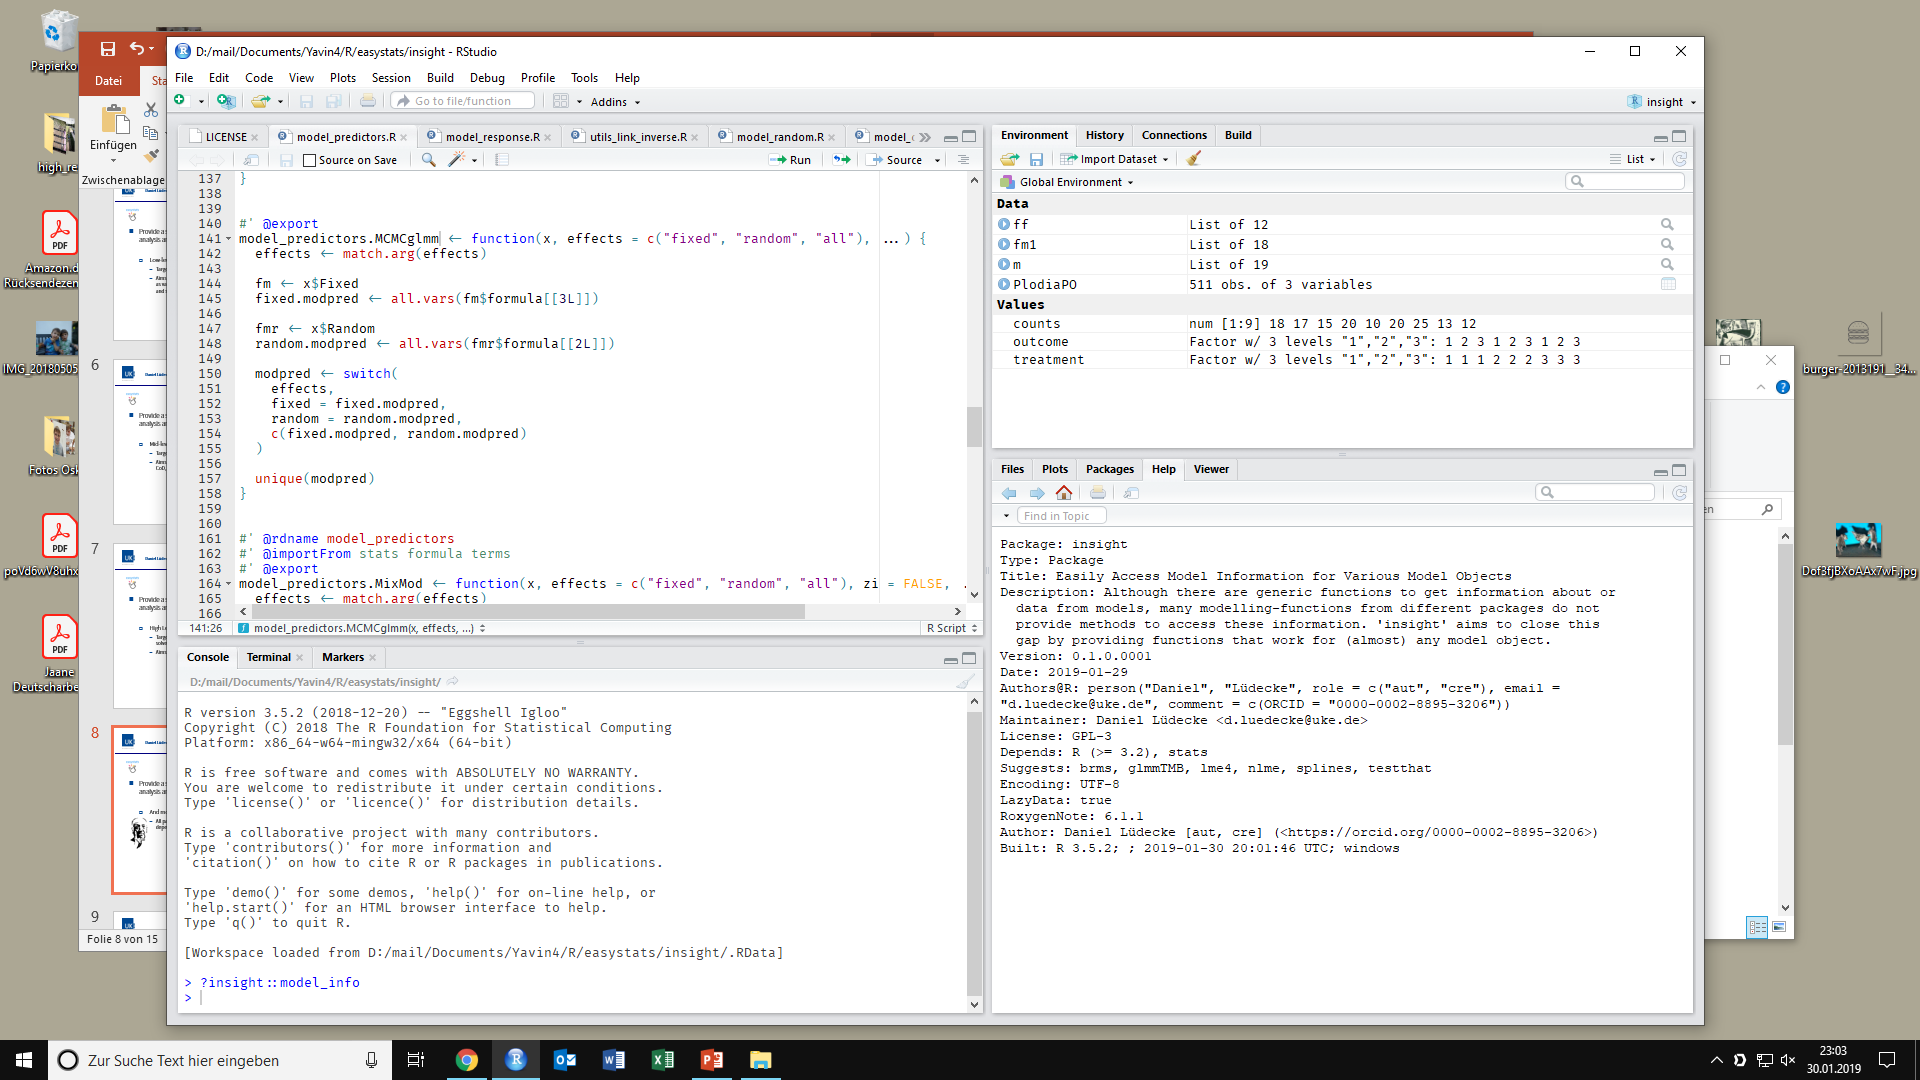 Papierko
high_re
Amazon.d
Rücksendezen
IMG_20180505
Fotos Osk
poVd6wV8uhx
Jaane
Deutscharbe
Datei
Sta
Einfügen
Zwischenablage
6
7
8
9
Folie 8 von 15
D:/mail/Documents/Yavin4/R/easystats/insight - RStudio
File Edit Code View Plots Session Build Debug Profile Tools Help
Go to file/function
Addins
insight
LICENSE
model_predictors.R
model_response.R
utils_link_inverse.R
model_random.R
Source on Save
Run
Source
137 }
138
139
140 #' @export
141 model_predictors.MCMCglmm <- function(x, effects = c("fixed", "random", "all"), ...) {
142 effects <- match.arg(effects)
143
144 fm <- x$Fixed
145 fixed.modpred <- all.vars(fm$formula[[3L]])
146
147 fmr <- x$Random
148 random.modpred <- all.vars(fmr$formula[[2L]])
149
150 modpred <- switch(
151 effects,
152 fixed = fixed.modpred,
153 random = random.modpred,
154 c(fixed.modpred, random.modpred)
155 )
156
157 unique(modpred)
158 }
159
160
161 #' @rdname model_predictors
162 #' @importFrom stats formula terms
163 #' @export
164 model_predictors.MixMod <- function(x, effects = c("fixed", "random", "all"), zi = FALSE, .
165 effects <- match.arg(effects)
166
141:26 model_predictors.MCMCglmm(x, effects, ...) R Script
Console Terminal Markers
D:/mail/Documents/Yavin4/R/easystats/insight/
R version 3.5.2 (2018-12-20) -- "Eggshell Igloo"
Copyright (C) 2018 The R Foundation for Statistical Computing
Platform: x86_64-w64-mingw32/x64 (64-bit)
R is free software and comes with ABSOLUTELY NO WARRANTY.
You are welcome to redistribute it under certain conditions.
Type 'license()' or 'licence()' for distribution details.
R is a collaborative project with many contributors.
Type 'contributors()' for more information and
'citation()' on how to cite R or R packages in publications.
Type 'demo()' for some demos, 'help()' for on-line help, or
'help.start()' for an HTML browser interface to help.
Type 'q()' to quit R.
[Workspace loaded from D:/mail/Documents/Yavin4/R/easystats/insight/.RData]
> ?insight::model_info
>
Environment History Connections Build
Import Dataset
List
Global Environment
Data
ff List of 12
fm1 List of 18
m List of 19
PlodiaPO 511 obs. of 3 variables
Values
counts num [1:9] 18 17 15 20 10 20 25 13 12
outcome Factor w/ 3 levels "1","2","3": 1 2 3 1 2 3 1 2 3
treatment Factor w/ 3 levels "1","2","3": 1 1 1 2 2 2 3 3 3
Files Plots Packages Help Viewer
Find in Topic
Package: insight
Type: Package
Title: Easily Access Model Information for Various Model Objects
Description: Although there are generic functions to get information about or
data from models, many modelling-functions from different packages do not
provide methods to access these information. 'insight' aims to close this
gap by providing functions that work for (almost) any model object.
Version: 0.1.0.0001
Date: 2019-01-29
Authors@R: person("Daniel", "Lüdecke", role = c("aut", "cre"), email =
"d.luedecke@uke.de", comment = c(ORCID = "0000-0002-8895-3206"))
Maintainer: Daniel Lüdecke <d.luedecke@uke.de>
License: GPL-3
Depends: R (>= 3.2), stats
Suggests: brms, glmmTMB, lme4, nlme, splines, testthat
Encoding: UTF-8
LazyData: true
RoxygenNote: 6.1.1
Author: Daniel Lüdecke [aut, cre] (<https://orcid.org/0000-0002-8895-3206>)
Built: R 3.5.2; ; 2019-01-30 20:01:46 UTC; windows
burger-2013191__34...
Dof3fjBXoAAx7wF.jpg
Zur Suche Text hier eingeben
23:03
30.01.2019